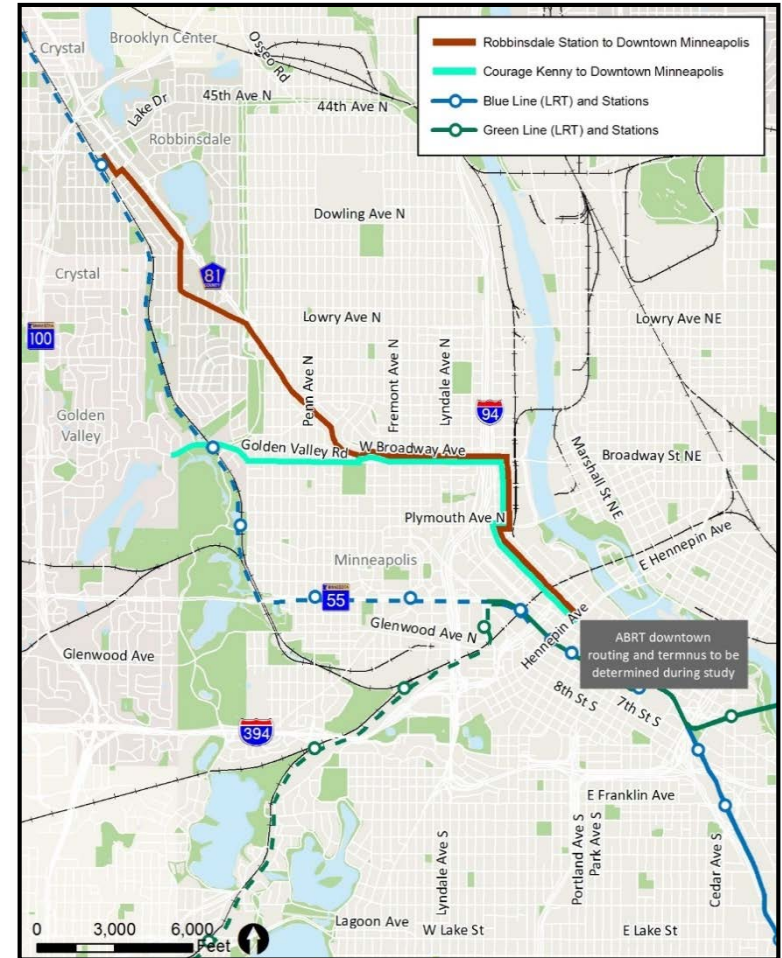 Robbinsdale Station to Downtown Minneapolis
Courage Kenny to Downtown Minneapolis
Blue Line (LRT) and Stations
Green Line (LRT) and Stations
Crystal
Brooklyn Center
Osseo Rd
Lake Dr
45th Ave N
44th Ave N
Robbinsdale
Dowling Ave N
Crystal
81
COUNTY
100
Lowry Ave N
Lowry Ave NE
Penn Ave N
Fremont Ave N
Lyndale Ave N
94
Golden
Valley
Golden Valley Rd
W Broadway Ave
Broadway St NE
Marshall St NE
Plymouth Ave N
E Hennepin Ave
Minneapolis
55
Glenwood Ave N
Hennepin Ave
Glenwood Ave
ABRT downtown
routing and termnus to be
determined during study
8th St S
7th St S
394
E Franklin Ave
Lyndale Ave S
Portland Ave S
Park Ave S
Cedar Ave S
Lagoon Ave
W Lake St
E Lake St
0 3,000 6,000
Feet